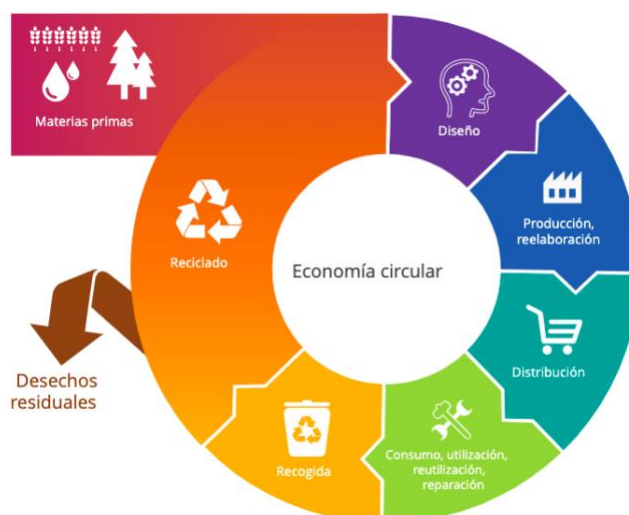 Materias primas
Diseño
Producción,
reelaboración
Distribución
Consumo, utilización,
reutilización,
reparación
Recogida
Reciclado
Desechos
residuales
Economía circular